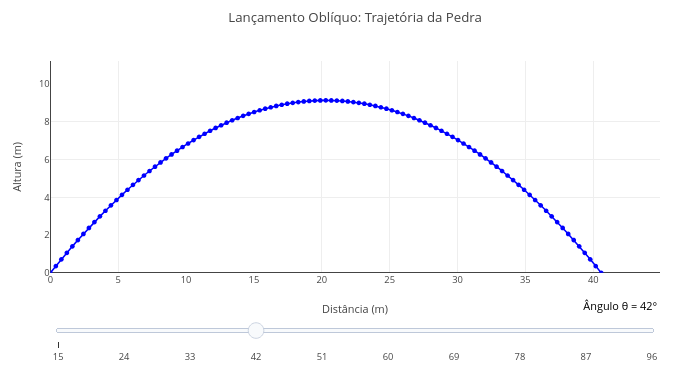 Lançamento Oblíquo: Trajetória da Pedra
Altura (m)
10
8
6
4
2
0
0 5 10 15 20 25 30 35 40
Distância (m)
Ângulo θ = 42°
15 24 33 42 51 60 69 78 87 96